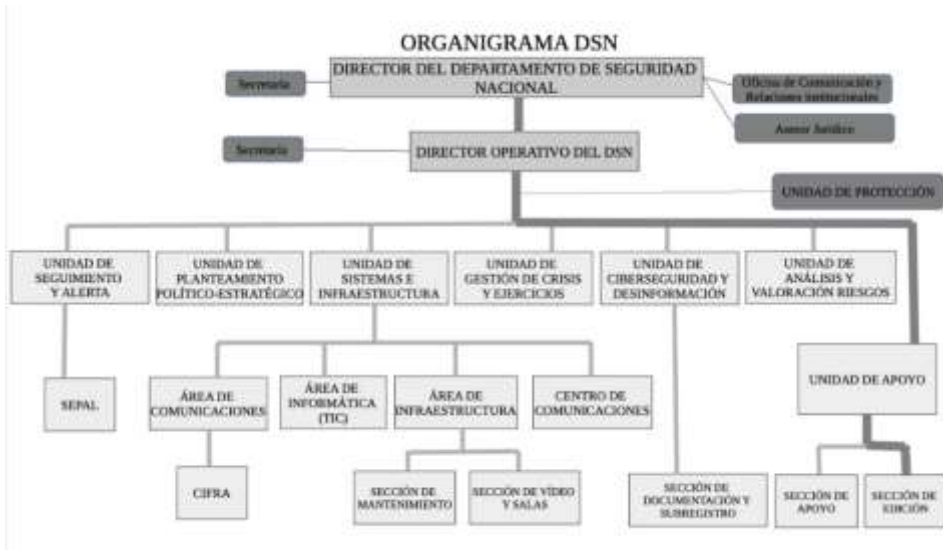 ORGANIGRAMA DSN
DIRECTOR DEL DEPARTAMENTO DE SEGURIDAD
NACIONAL
Secretaría
Oficina de Comunicación y
Relaciones institucionales
Asesor Jurídico
Secretaría
DIRECTOR OPERATIVO DEL DSN
UNIDAD DE PROTECCIÓN
UNIDAD DE
SEGUIMIENTO
Y ALERTA
UNIDAD DE
PLANTEAMIENTO
POLÍTICO-ESTRATÉGICO
UNIDAD DE
SISTEMAS E
INFRAESTRUCTURA
UNIDAD DE
GESTIÓN DE CRISIS
Y EJERCICIOS
UNIDAD DE
CIBERSEGURIDAD Y
DESINFORMACIÓN
UNIDAD DE
ANÁLISIS Y
VALORACIÓN RIESGOS
SEPAL
ÁREA DE
COMUNICACIONES
ÁREA DE
INFORMÁTICA
(TIC)
ÁREA DE
INFRAESTRUCTURA
CENTRO DE
COMUNICACIONES
UNIDAD DE APOYO
CIFRA
SECCIÓN DE
MANTENIMIENTO
SECCIÓN DE VÍDEO
Y SALAS
SECCIÓN DE
DOCUMENTACIÓN Y
SUBREGISTRO
SECCIÓN DE
APOYO
SECCIÓN DE
EDICIÓN